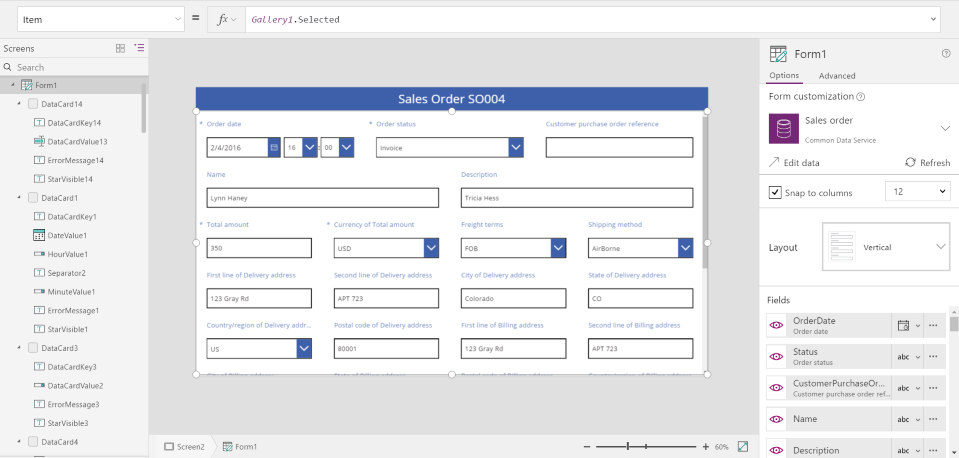 Item
=
fx
Gallery1.Selected
Screens
Search
Form1
DataCard14
DataCardKey14
DataCardValue13
ErrorMessage14
StarVisible14
DataCard1
DataCardKey1
DateValue1
HourValue1
Separator2
MinuteValue1
ErrorMessage1
StarVisible1
DataCard3
DataCardKey3
DataCardValue2
ErrorMessage3
StarVisible3
DataCard4
Sales Order SO004
* Order date
* Order status
Customer purchase order reference
2/4/2016
16
:
00
Invoice
Name
Description
Lynn Haney
Tricia Hess
* Total amount
* Currency of Total amount
Freight terms
Shipping method
350
USD
FOB
AirBorne
First line of Delivery address
Second line of Delivery address
City of Delivery address
State of Delivery address
123 Gray Rd
APT 723
Colorado
CO
Country/region of Delivery addr...
Postal code of Delivery address
First line of Billing address
Second line of Billing address
US
80001
123 Gray Rd
APT 723
Screen2
Form1
− + 60%
Form1
Options
Advanced
Form customization
Sales order
Common Data Service
Edit data
Refresh
Snap to columns
12
Layout
Vertical
Fields
OrderDate
Order date
Status
Order status
abc
CustomerPurchaseOr...
Customer purchase order ref...
abc
Name
abc
Description
abc